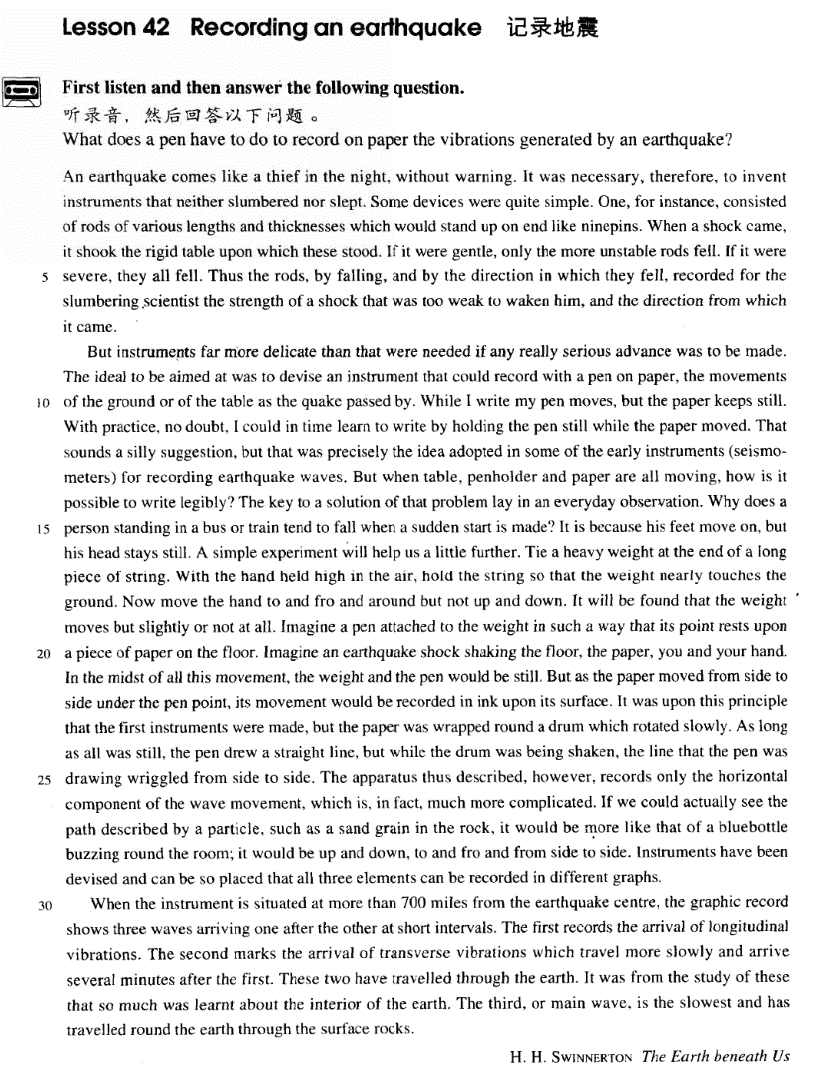 Lesson 42 Recording an earthquake 记录地震
First listen and then answer the following question.
听录音，然后回答以下问题。
What does a pen have to do to record on paper the vibrations generated by an earthquake?
An earthquake comes like a thief in the night, without warning. It was necessary, therefore, to invent
instruments that neither slumbered nor slept. Some devices were quite simple. One, for instance, consisted
of rods of various lengths and thicknesses which would stand up on end like ninepins. When a shock came,
it shook the rigid table upon which these stood. If it were gentle, only the more unstable rods fell. If it were
5 severe, they all fell. Thus the rods, by falling, and by the direction in which they fell, recorded for the
slumbering scientist the strength of a shock that was too weak to waken him, and the direction from which
it came.
But instruments far more delicate than that were needed if any really serious advance was to be made.
The ideal to be aimed at was to devise an instrument that could record with a pen on paper, the movements
10 of the ground or of the table as the quake passed by. While I write my pen moves, but the paper keeps still.
With practice, no doubt, I could in time learn to write by holding the pen still while the paper moved. That
sounds a silly suggestion, but that was precisely the idea adopted in some of the early instruments (seismo-
meters) for recording earthquake waves. But when table, penholder and paper are all moving, how is it
possible to write legibly? The key to a solution of that problem lay in an everyday observation. Why does a
15 person standing in a bus or train tend to fall when a sudden start is made? It is because his feet move on, but
his head stays still. A simple experiment will help us a little further. Tie a heavy weight at the end of a long
piece of string. With the hand held high in the air, hold the string so that the weight nearly touches the
ground. Now move the hand to and fro and around but not up and down. It will be found that the weight
moves but slightly or not at all. Imagine a pen attached to the weight in such a way that its point rests upon
20 a piece of paper on the floor. Imagine an earthquake shock shaking the floor, the paper, you and your hand.
In the midst of all this movement, the weight and the pen would be still. But as the paper moved from side to
side under the pen point, its movement would be recorded in ink upon its surface. It was upon this principle
that the first instruments were made, but the paper was wrapped round a drum which rotated slowly. As long
as all was still, the pen drew a straight line, but while the drum was being shaken, the line that the pen was
25 drawing wriggled from side to side. The apparatus thus described, however, records only the horizontal
component of the wave movement, which is, in fact, much more complicated. If we could actually see the
path described by a particle, such as a sand grain in the rock, it would be more like that of a bluebottle
buzzing round the room; it would be up and down, to and fro and from side to side. Instruments have been
devised and can be so placed that all three elements can be recorded in different graphs.
30 When the instrument is situated at more than 700 miles from the earthquake centre, the graphic record
shows three waves arriving one after the other at short intervals. The first records the arrival of longitudinal
vibrations. The second marks the arrival of transverse vibrations which travel more slowly and arrive
several minutes after the first. These two have travelled through the earth. It was from the study of these
that so much was learnt about the interior of the earth. The third, or main wave, is the slowest and has
travelled round the earth through the surface rocks.
H. H. SWINNERTON The Earth beneath Us